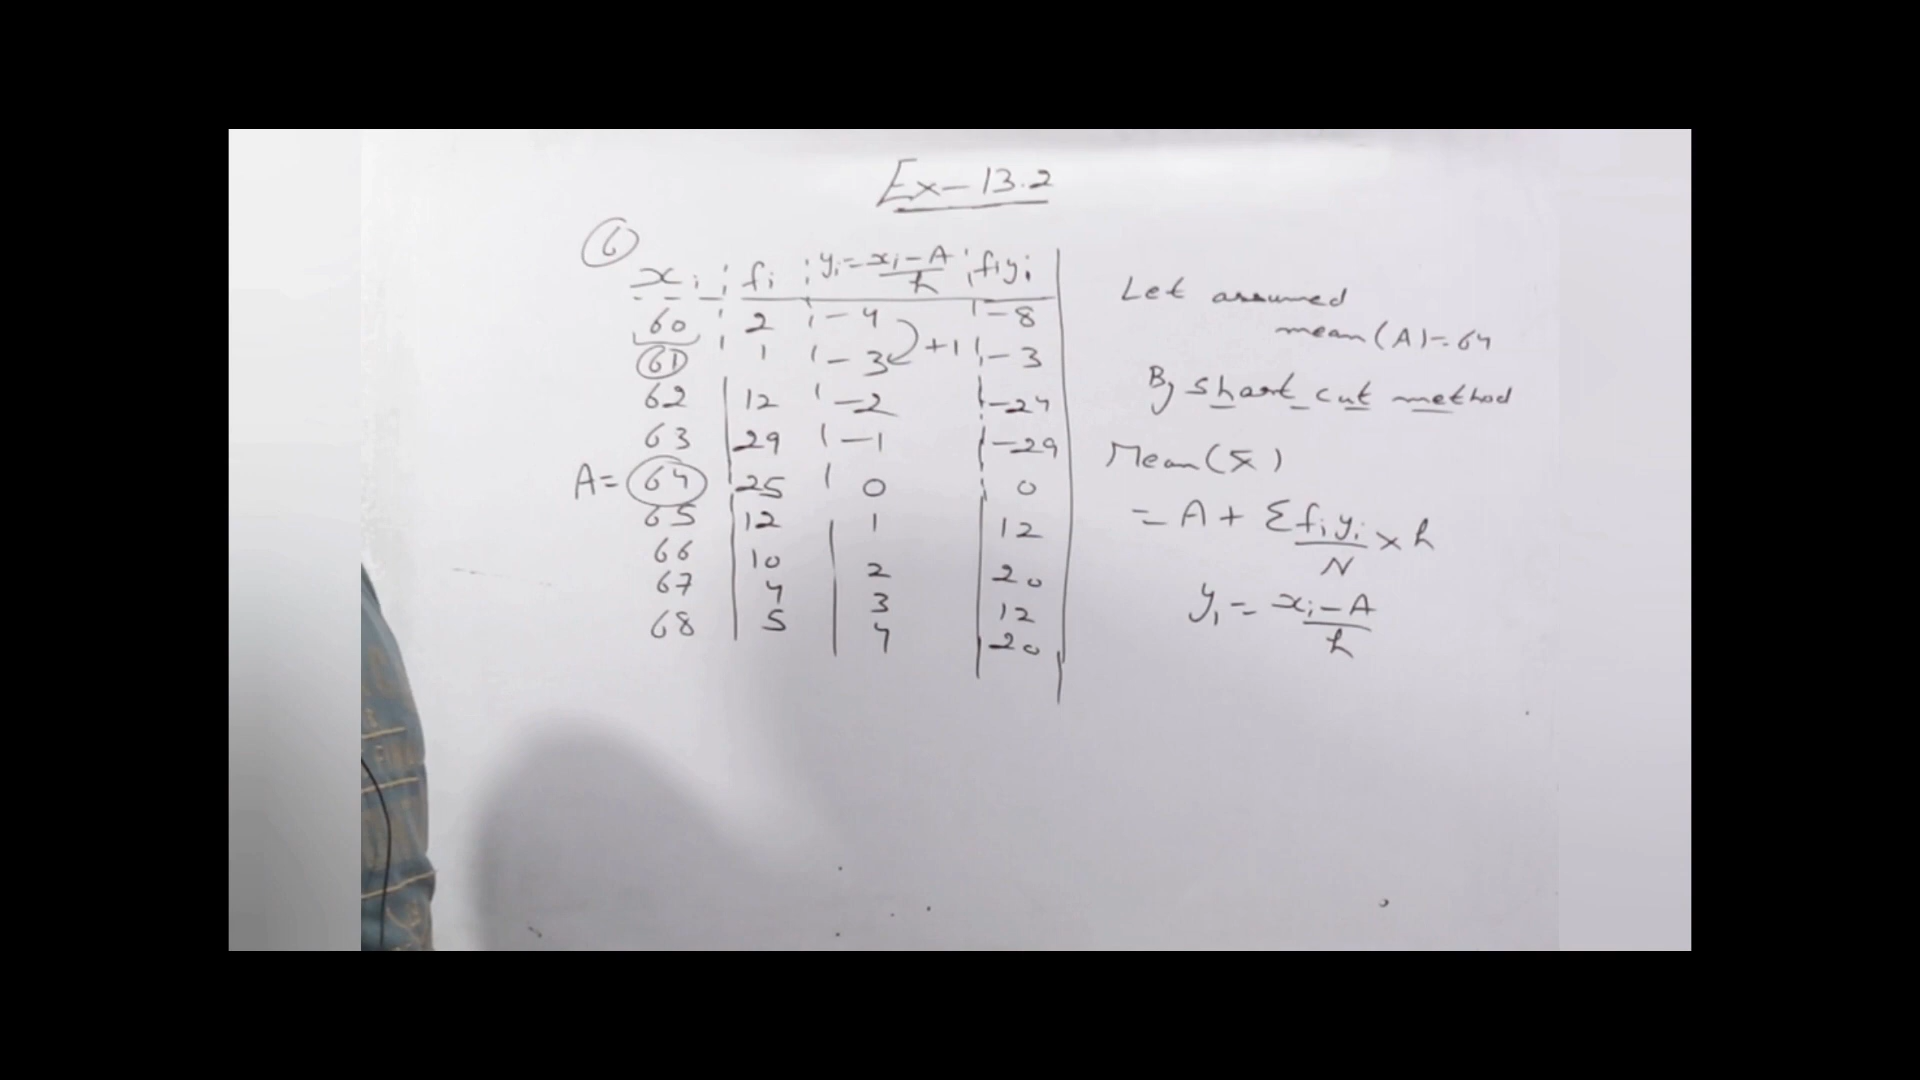 Ex-13.2
6
xi fi yi=xi-A/h fiyi
60 2 -4 -8
61 1 -3 +1 -3
62 12 -2 -24
63 29 -1 -29
A= 64 25 0 0
65 12 1 12
66 10 2 20
67 4 3 12
68 5 4 20
Let assumed
mean(A)=64
By short cut method
Mean(x̄)
= A+ Σfiyi/N × h
yi = xi-A/h